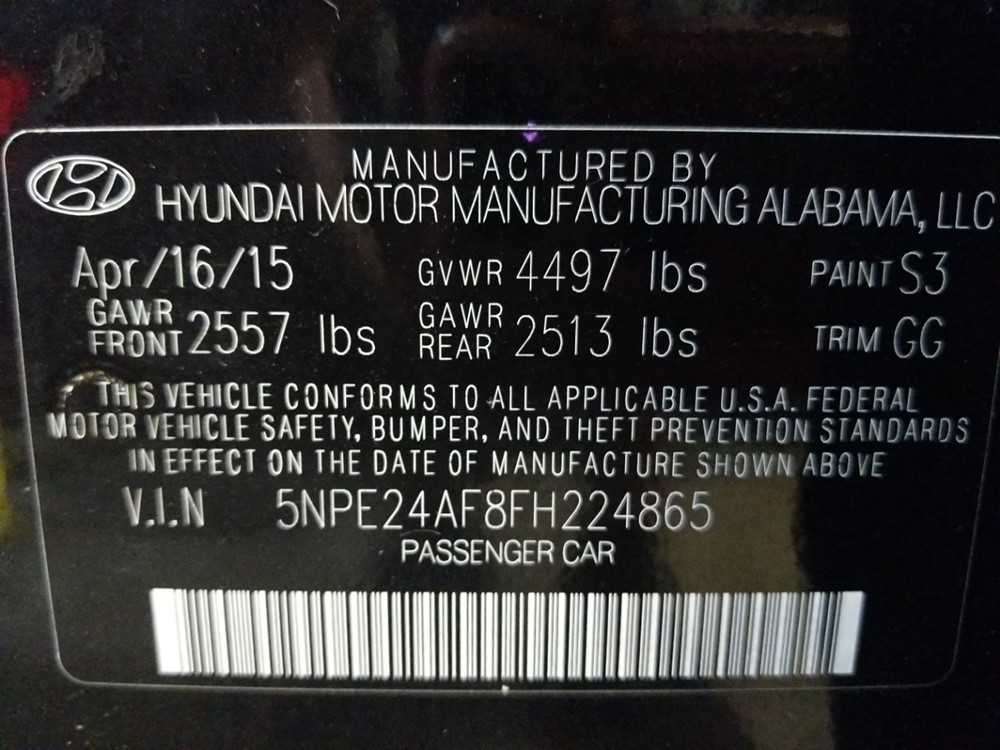 MANUFACTURED BY
HYUNDAI MOTOR MANUFACTURING ALABAMA, LLC
Apr/16/15 GVWR 4497 lbs PAINT S3
GAWR FRONT 2557 lbs GAWR REAR 2513 lbs TRIM GG
THIS VEHICLE CONFORMS TO ALL APPLICABLE U.S.A. FEDERAL
MOTOR VEHICLE SAFETY, BUMPER, AND THEFT PREVENTION STANDARDS
IN EFFECT ON THE DATE OF MANUFACTURE SHOWN ABOVE
V.I.N 5NPE24AF8FH224865
PASSENGER CAR